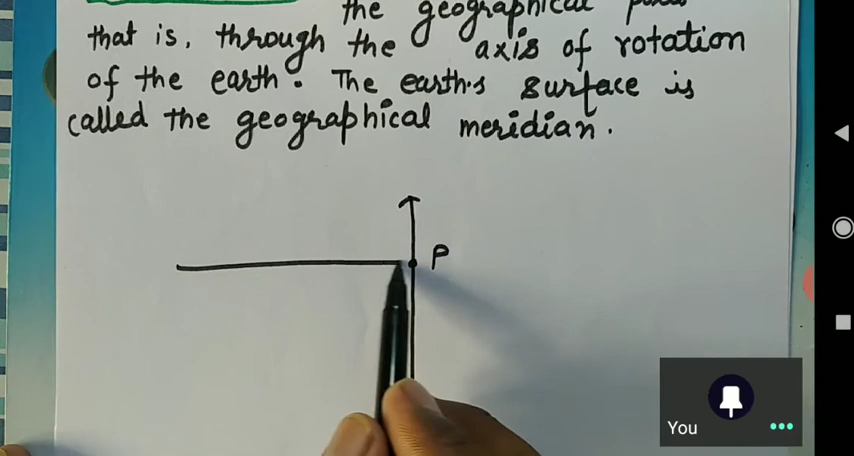 the geographical
that is, through the axis of rotation
of the earth. The earth's surface is
called the geographical meridian.
P
You